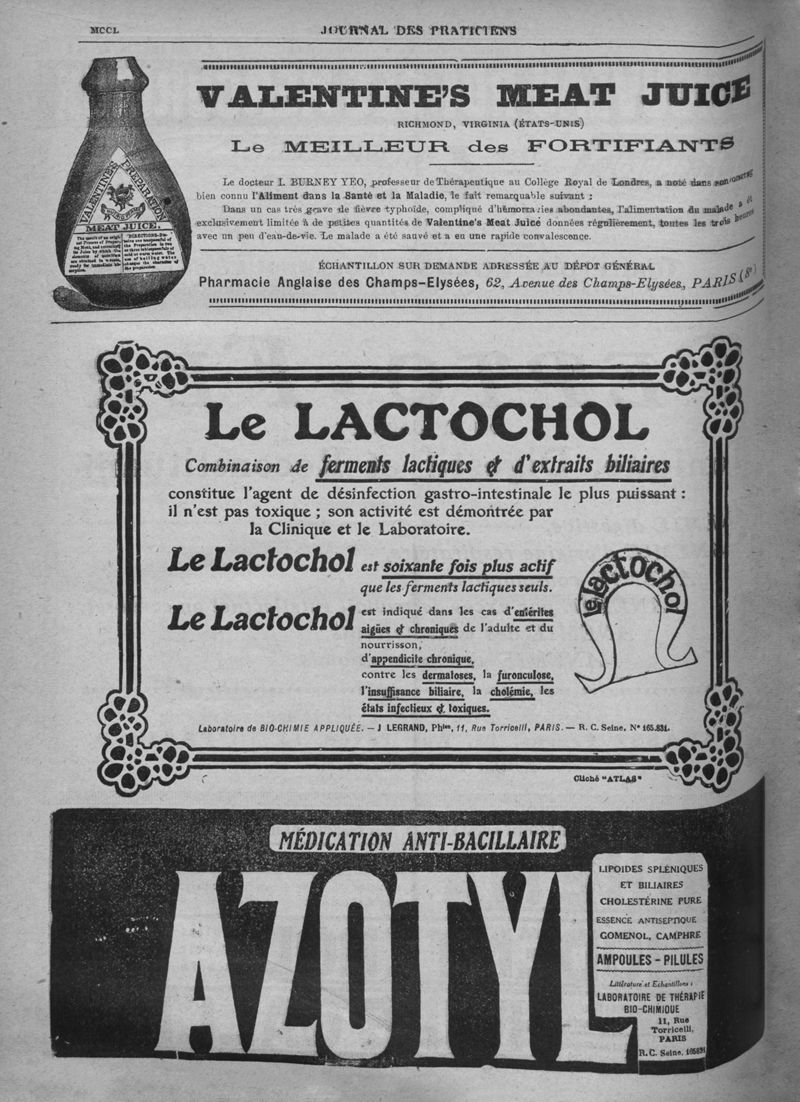 MCCL
JOURNAL DES PRATICIENS
VALENTINE'S
PREPARATION
MEAT JUICE.
VALENTINE'S MEAT JUICE
RICHMOND, VIRGINIA (ÉTATS-UNIS)
Le MEILLEUR des FORTIFIANTS
Le docteur I. BURNEY YEO, professeur de Thérapeutique au Collège Royal de Londres, a noté dans son
bien connu l'Aliment dans la Santé et la Maladie, le fait remarquable suivant :
Dans un cas très grave de fièvre typhoïde, compliqué d'hémorragies abondantes, l'alimentation du malade a été
exclusivement limitée à de petites quantités de Valentine's Meat Juice données régulièrement, toutes les trois heures
avec un peu d'eau-de-vie. Le malade a été sauvé et a eu une rapide convalescence.
ÉCHANTILLON SUR DEMANDE ADRESSÉE AU DÉPÔT GÉNÉRAL
Pharmacie Anglaise des Champs-Elysées, 62, Avenue des Champs-Elysées, PARIS (8e)
Le LACTOCHOL
Combinaison de ferments lactiques & d'extraits biliaires
constitue l'agent de désinfection gastro-intestinale le plus puissant :
il n'est pas toxique ; son activité est démontrée par
la Clinique et le Laboratoire.
Le Lactochol est soixante fois plus actif
que les ferments lactiques seuls.
le lactochol
Le Lactochol est indiqué dans les cas d'entérites
aigües & chroniques de l'adulte et du
nourrisson,
d'appendicite chronique,
contre les dermatoses, la furonculose,
l'insuffisance biliaire, la cholémie, les
états infectieux & toxiques.
Laboratoire de BIO-CHIMIE APPLIQUÉE. — J LEGRAND, Phien, 11, Rue Torricelli, PARIS. — R. C. Seine, N° 165.831.
Cliché "ATLAS"
MÉDICATION ANTI-BACILLAIRE
AZOTYL
LIPOIDES SPLÉNIQUES
ET BILIAIRES
CHOLESTÉRINE PURE
ESSENCE ANTISEPTIQUE
GOMENOL, CAMPHRE
AMPOULES - PILULES
Littérature et Echantillons :
LABORATOIRE DE THÉRAPIE
BIO-CHIMIQUE
11, Rue
Torricelli,
PARIS
R.C. Seine, 165831